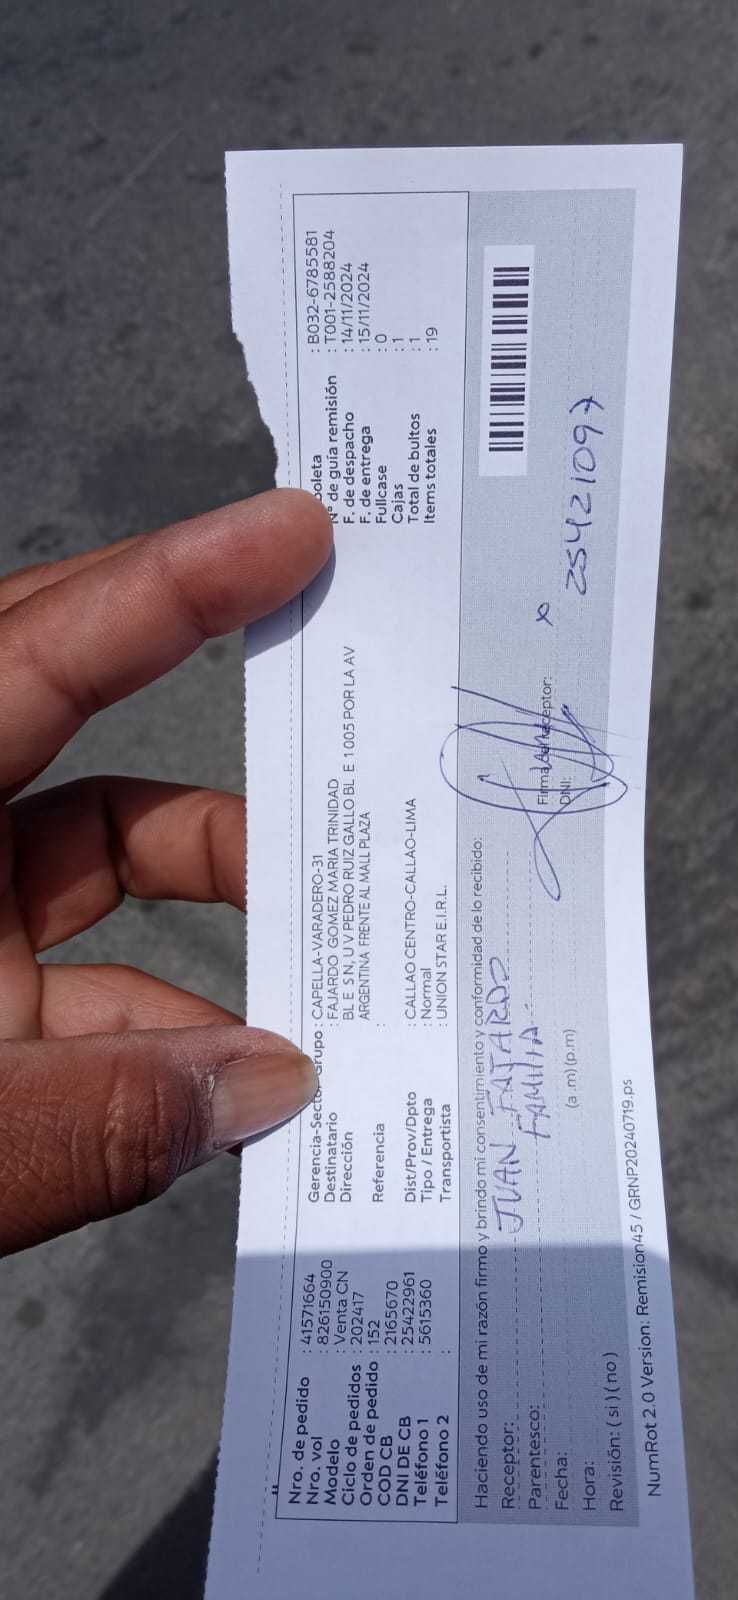 Nro. de pedido : 41571664
Nro. vol : 826150900
Modelo : Venta CN
Ciclo de pedidos : 202417
Orden de pedido : 152
COD CB : 2165670
DNI DE CB : 25422961
Teléfono 1 : 5615360
Teléfono 2 :
Gerencia-Sector Grupo : CAPELLA-VARADERO-31
Destinatario : FAJARDO GOMEZ MARIA TRINIDAD
Dirección : BL E S N, U V PEDRO RUIZ GALLO BL E 1005 POR LA AV
ARGENTINA FRENTE AL MALL PLAZA
Referencia :
Dist/Prov/Dpto : CALLAO CENTRO-CALLAO-LIMA
Tipo / Entrega : Normal
Transportista : UNION STAR E.I.R.L.
boleta : B032-6785581
N° de guía remisión : T001-2588204
F. de despacho : 14/11/2024
F. de entrega : 15/11/2024
Fullcase : 0
Cajas : 1
Total de bultos : 1
Items totales : 19
Haciendo uso de mi razón firmo y brindo mi consentimiento y conformidad de lo recibido:
Receptor: JUAN FAJARDO
Parentesco: FAMILIA
Fecha:
Hora: (a .m) (p.m)
Revisión: ( si ) ( no )
Firma del receptor:
DNI: 25421097
NumRot 2.0 Version: Remision45 / GRNP20240719.ps